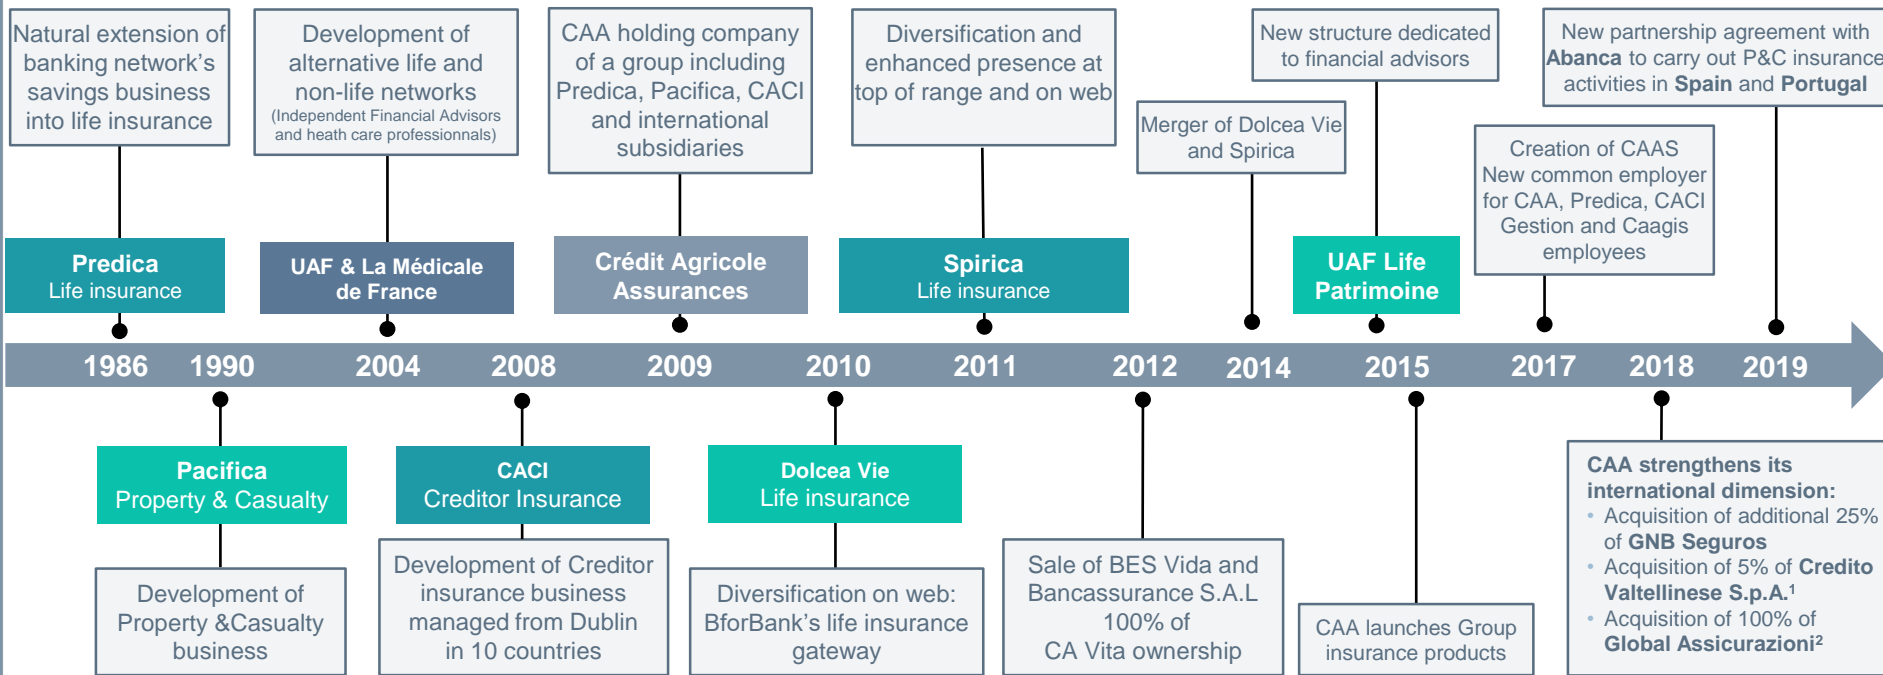 Natural extension of
banking network's
savings business
into life insurance
Development of
alternative life and
non-life networks
(Independent Financial Advisors
and heath care professionnals)
CAA holding company
of a group including
Predica, Pacifica, CACI
and international
subsidiaries
Diversification and
enhanced presence at
top of range and on web
Merger of Dolcea Vie
and Spirica
New structure dedicated
to financial advisors
Creation of CAAS
New common employer
for CAA, Predica, CACI
Gestion and Caagis
employees
New partnership agreement with
Abanca to carry out P&C insurance
activities in Spain and Portugal
Predica
Life insurance
UAF & La Médicale
de France
Crédit Agricole
Assurances
Spirica
Life insurance
UAF Life
Patrimoine
1986 1990 2004 2008 2009 2010 2011 2012 2014 2015 2017 2018 2019
Pacifica
Property & Casualty
CACI
Creditor Insurance
Dolcea Vie
Life insurance
Development of
Property &Casualty
business
Development of Creditor
insurance business
managed from Dublin
in 10 countries
Diversification on web:
BforBank's life insurance
gateway
Sale of BES Vida and
Bancassurance S.A.L
100% of
CA Vita ownership
CAA launches Group
insurance products
CAA strengthens its
international dimension:
• Acquisition of additional 25%
of GNB Seguros
• Acquisition of 5% of Credito
Valtellinese S.p.A.¹
• Acquisition of 100% of
Global Assicurazioni²